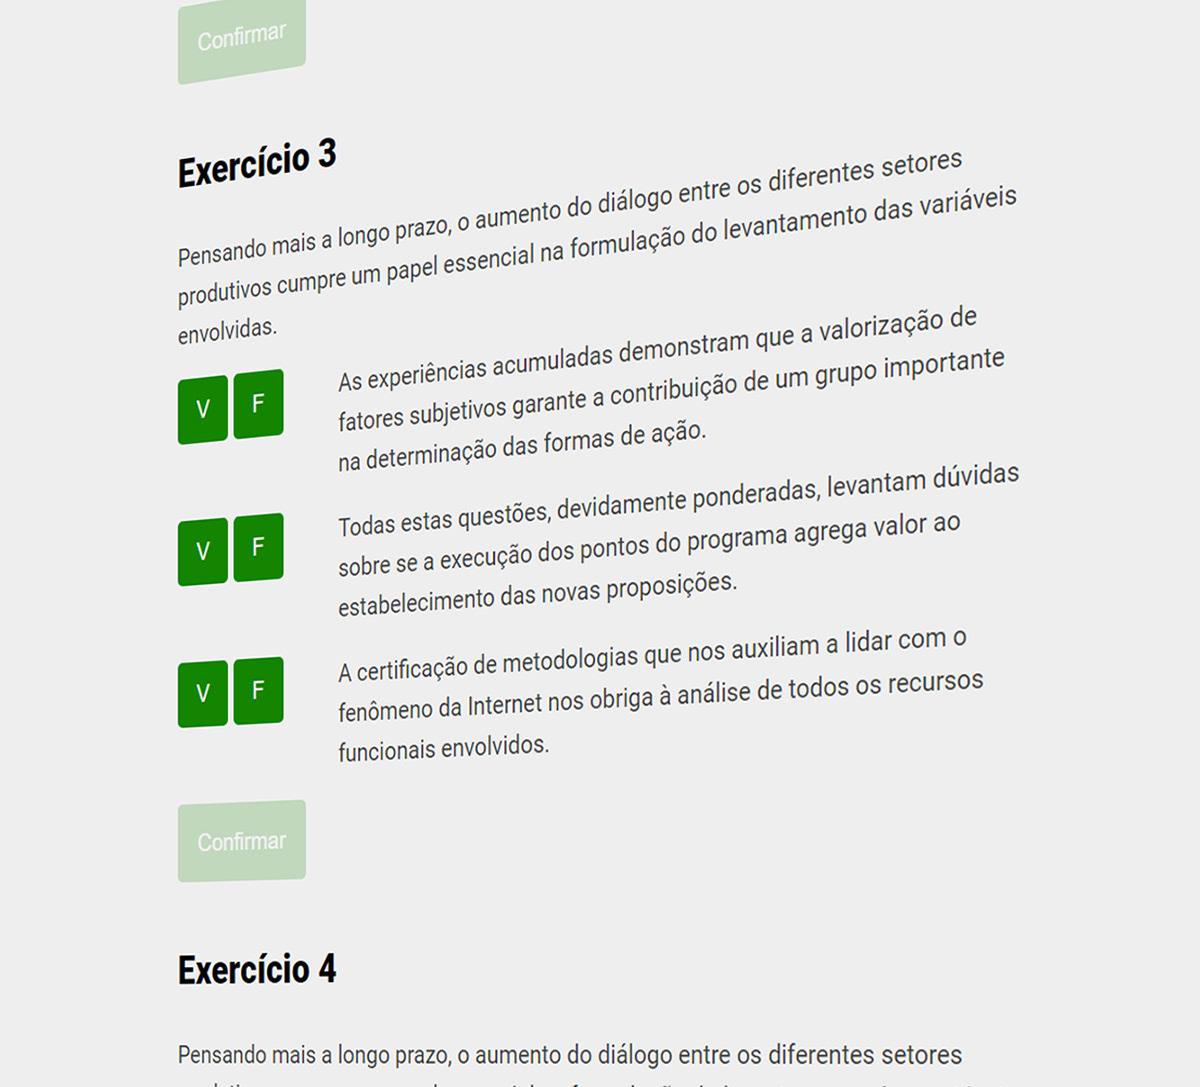 Confirmar
Exercício 3
Pensando mais a longo prazo, o aumento do diálogo entre os diferentes setores
produtivos cumpre um papel essencial na formulação do levantamento das variáveis
envolvidas.
V F
As experiências acumuladas demonstram que a valorização de
fatores subjetivos garante a contribuição de um grupo importante
na determinação das formas de ação.
V F
Todas estas questões, devidamente ponderadas, levantam dúvidas
sobre se a execução dos pontos do programa agrega valor ao
estabelecimento das novas proposições.
V F
A certificação de metodologias que nos auxiliam a lidar com o
fenômeno da Internet nos obriga à análise de todos os recursos
funcionais envolvidos.
Confirmar
Exercício 4
Pensando mais a longo prazo, o aumento do diálogo entre os diferentes setores